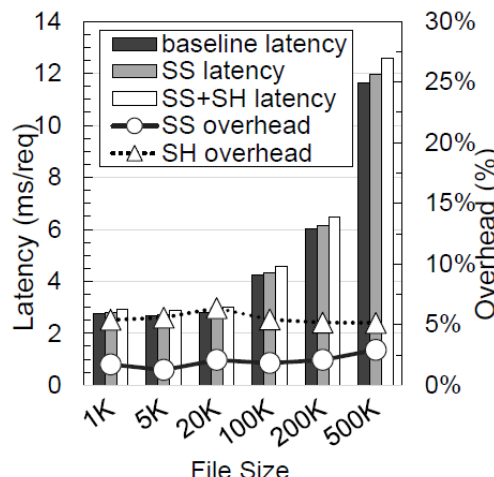 14
12
10
8
6
4
2
0
Latency (ms/req)
baseline latency
SS latency
SS+SH latency
SS overhead
SH overhead
30%
25%
20%
15%
10%
5%
0%
Overhead (%)
1K
5K
20K
100K
200K
500K
File Size